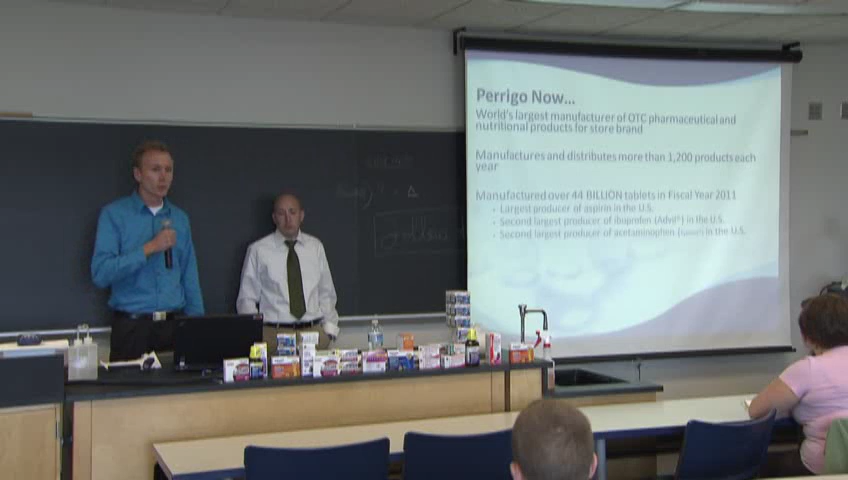 Perrigo Now...
World's largest manufacturer of OTC pharmaceutical and
nutritional products for store brand
Manufactures and distributes more than 1,200 products each
year
Manufactured over 44 BILLION tablets in Fiscal Year 2011
- Largest producer of aspirin in the U.S.
- Second largest producer of ibuprofen (Advil®) in the U.S.
- Second largest producer of acetaminophen (Tylenol®) in the U.S.